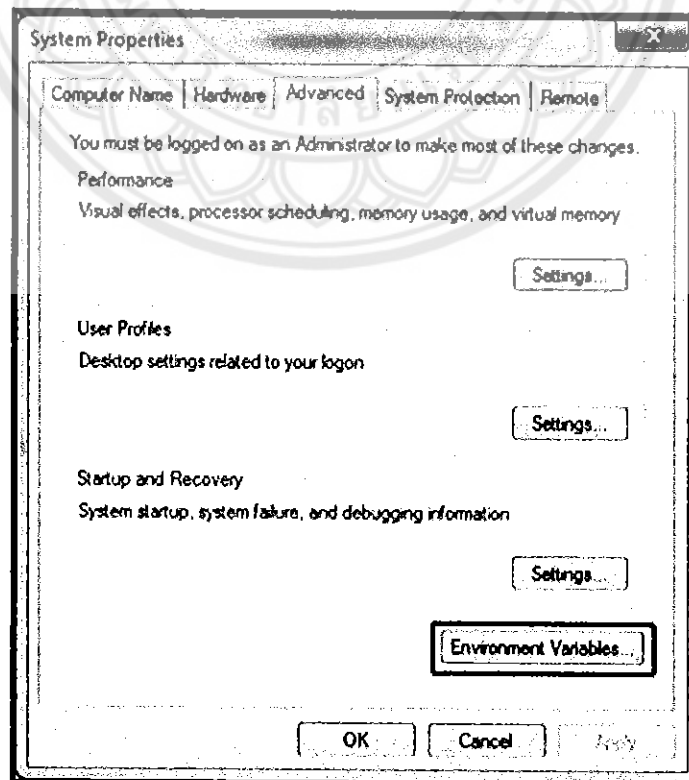 System Properties
Computer Name Hardware Advanced System Protection Remote
You must be logged on as an Administrator to make most of these changes.
Performance
Visual effects, processor scheduling, memory usage, and virtual memory
Settings...
User Profiles
Desktop settings related to your logon
Settings...
Startup and Recovery
System startup, system failure, and debugging information
Settings...
Environment Variables...
OK Cancel Apply